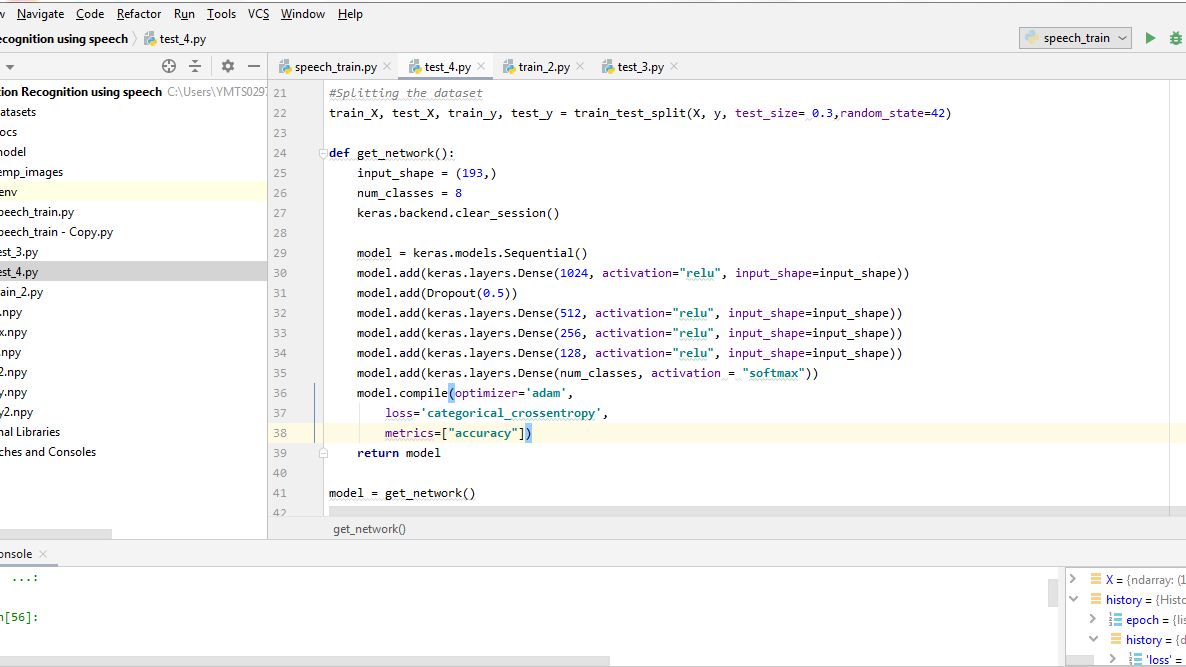 Navigate Code Refactor Run Tools VCS Window Help
ecognition using speech test_4.py speech_train
speech_train.py test_4.py train_2.py test_3.py
tion Recognition using speech C:\Users\YMTS029
atasets
ocs
nodel
emp_images
env
peech_train.py
peech_train - Copy.py
est_3.py
est_4.py
rain_2.py
.npy
x.npy
.npy
2.npy
y.npy
y2.npy
nal Libraries
ches and Consoles
21 #Splitting the dataset
22 train_X, test_X, train_y, test_y = train_test_split(X, y, test_size= 0.3,random_state=42)
23
24 def get_network():
25 input_shape = (193,)
26 num_classes = 8
27 keras.backend.clear_session()
28
29 model = keras.models.Sequential()
30 model.add(keras.layers.Dense(1024, activation="relu", input_shape=input_shape))
31 model.add(Dropout(0.5))
32 model.add(keras.layers.Dense(512, activation="relu", input_shape=input_shape))
33 model.add(keras.layers.Dense(256, activation="relu", input_shape=input_shape))
34 model.add(keras.layers.Dense(128, activation="relu", input_shape=input_shape))
35 model.add(keras.layers.Dense(num_classes, activation = "softmax"))
36 model.compile(optimizer='adam',
37 loss='categorical_crossentropy',
38 metrics=["accuracy"])
39 return model
40
41 model = get_network()
42
get_network()
onsole
...:
n[56]:
X = {ndarray: (1
history = {Histo
epoch = {lis
history = {d
'loss' =